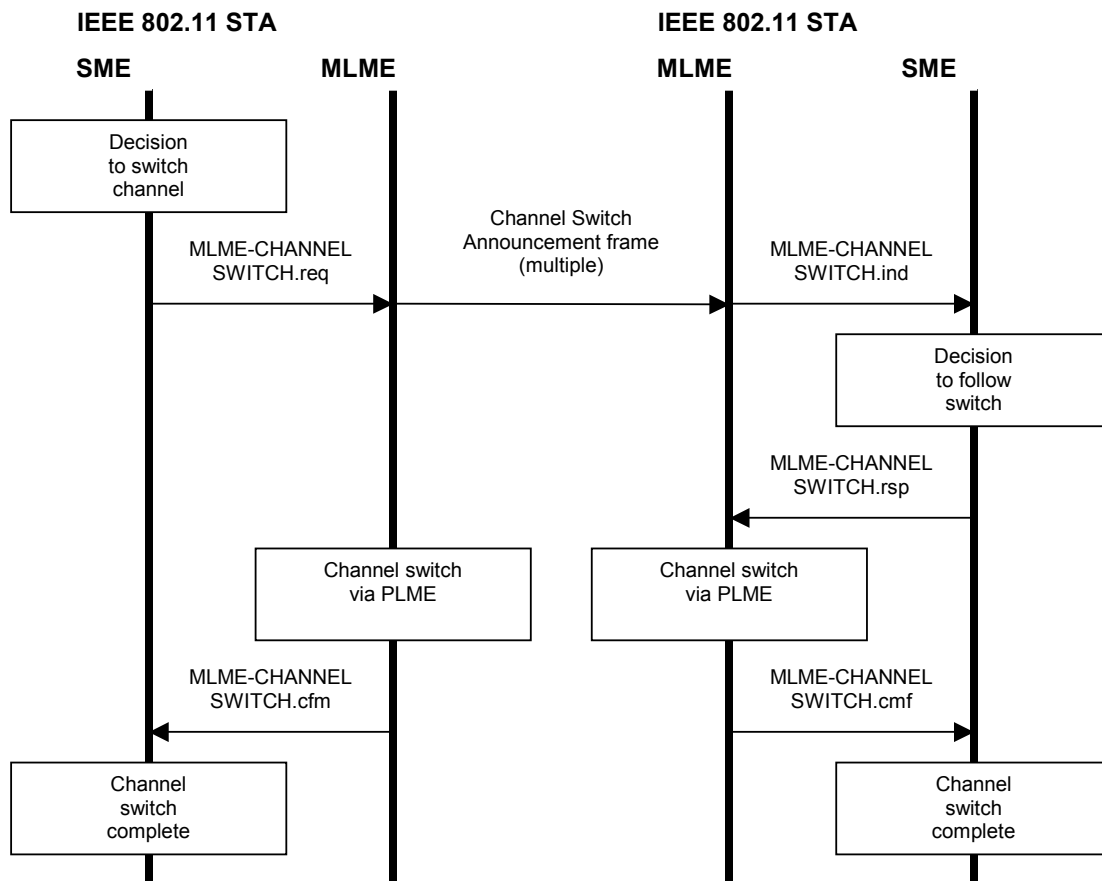 IEEE 802.11 STA
IEEE 802.11 STA
SME
MLME
MLME
SME
Decision
to switch
channel
MLME-CHANNEL
SWITCH.req
Channel Switch
Announcement frame
(multiple)
MLME-CHANNEL
SWITCH.ind
Decision
to follow
switch
MLME-CHANNEL
SWITCH.rsp
Channel switch
via PLME
Channel switch
via PLME
MLME-CHANNEL
SWITCH.cfm
MLME-CHANNEL
SWITCH.cmf
Channel
switch
complete
Channel
switch
complete